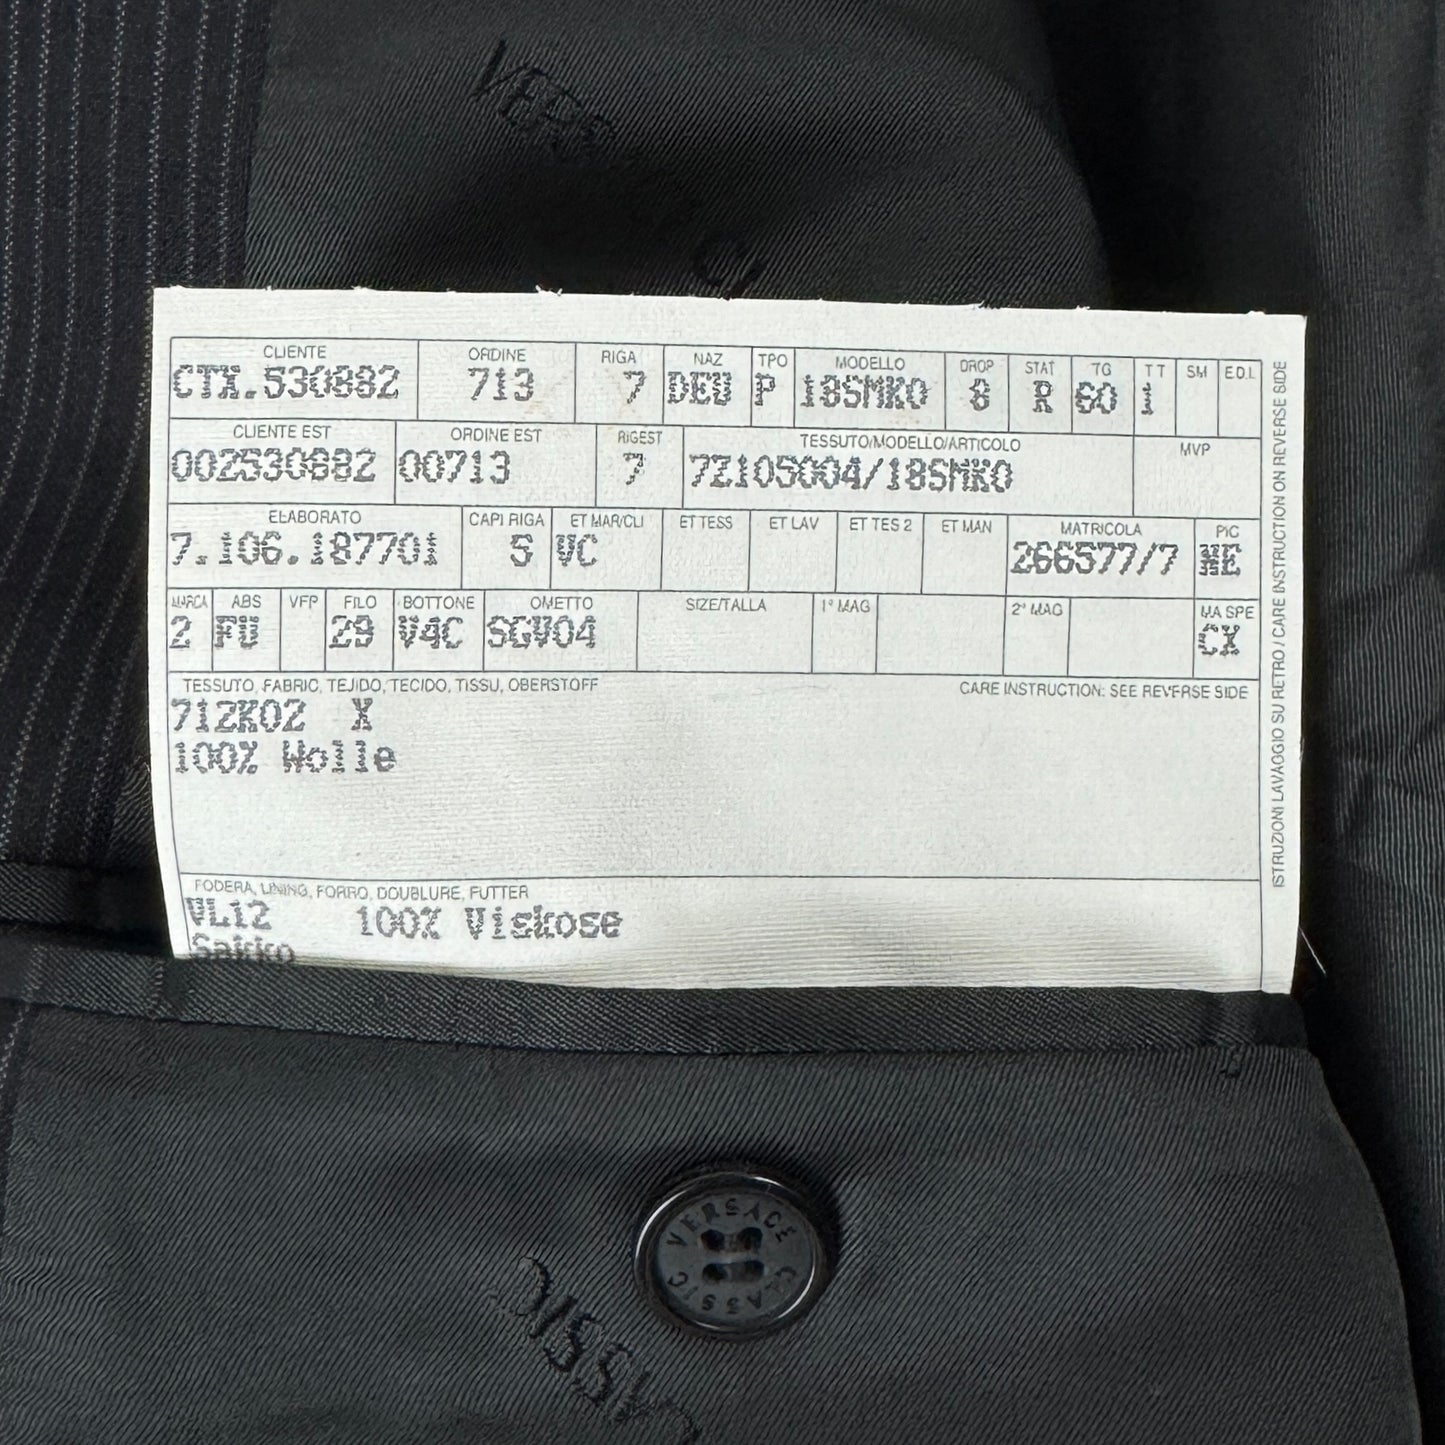 VERS
CLIENTE ORDINE RIGA NAZ TPO MODELLO DROP STAT TG TT SM E.D.I.
CTX.530882 713 7 DEU P 18SMKO 8 R 60 1
CLIENTE EST ORDINE EST RIGEST TESSUTO/MODELLO/ARTICOLO MVP
002530882 00713 7 7Z105004/18SMKO
ELABORATO CAPI RIGA ET MAR/CLI ET TESS ET LAV ET TES 2 ET MAN MATRICOLA PIC
7.106.187701 5 VC 266577/7 NE
MARCA ABS VFP FILO BOTTONE OMETTO SIZE/TALLA 1° MAG 2° MAG MA SPE
2 FU 29 V4C SGV04 CX
TESSUTO, FABRIC, TEJIDO, TECIDO, TISSU, OBERSTOFF CARE INSTRUCTION: SEE REVERSE SIDE
712K02 X
100% Wolle
FODERA, LINING, FORRO, DOUBLURE, FUTTER
VL12 100% Viskose
Sakko
ISTRUZIONI LAVAGGIO SU RETRO / CARE INSTRUCTION ON REVERSE SIDE
VERSACE
CLASSIC
CLASSIC